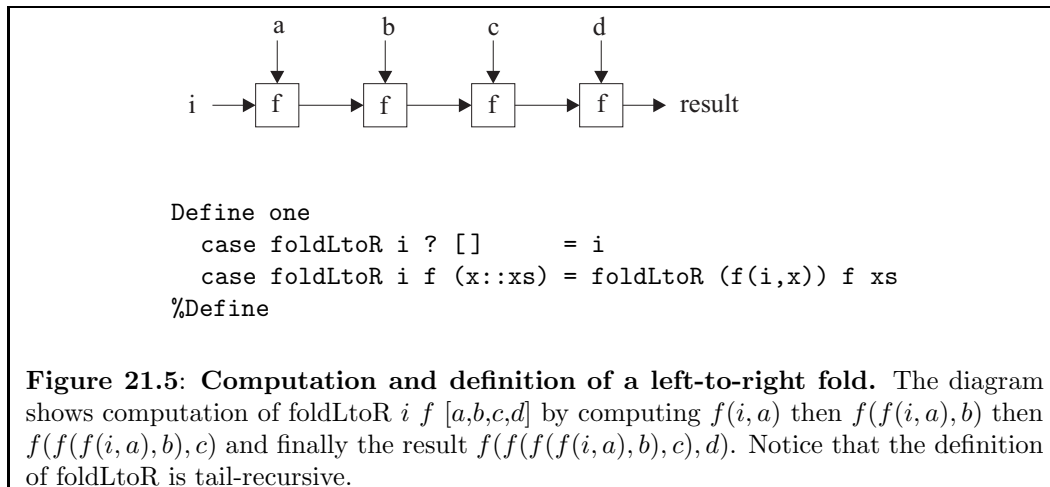 a b c d
i f f f f result
Define one
case foldLtoR i ? [] = i
case foldLtoR i f (x::xs) = foldLtoR (f(i,x)) f xs
%Define
Figure 21.5: Computation and definition of a left-to-right fold. The diagram
shows computation of foldLtoR i f [a,b,c,d] by computing f(i, a) then f(f(i, a), b) then
f(f(f(i, a), b), c) and finally the result f(f(f(f(i, a), b), c), d). Notice that the definition
of foldLtoR is tail-recursive.